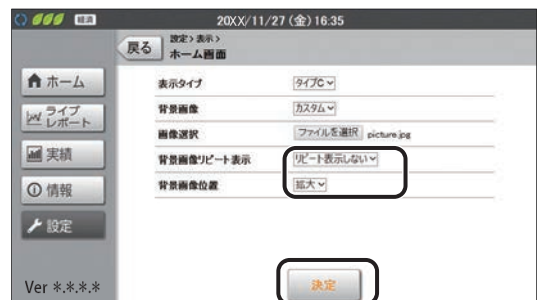 経済
20XX/11/27 (金) 16:35
戻る
設定 > 表示 >
ホーム画面
ホーム
ライブ
レポート
実績
情報
設定
Ver *.*.*.*
表示タイプ タイプC
背景画像 カスタム
画像選択 ファイルを選択 picture.jpg
背景画像リピート表示 リピート表示しない
背景画像位置 拡大
決定